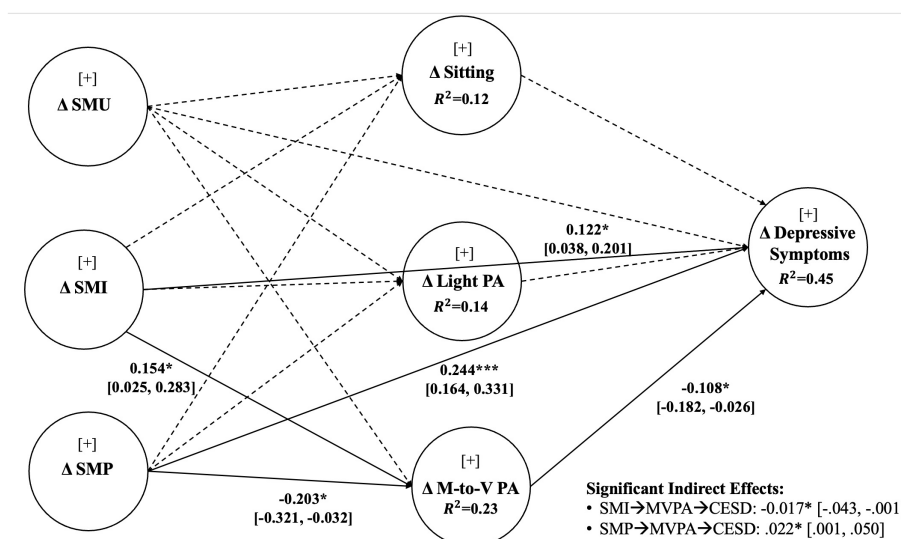 [+]
Δ SMU
[+]
Δ SMI
[+]
Δ SMP
[+]
Δ Sitting
R²=0.12
[+]
Δ Light PA
R²=0.14
[+]
Δ M-to-V PA
R²=0.23
[+]
Δ Depressive
Symptoms
R²=0.45
0.122*
[0.038, 0.201]
0.154*
[0.025, 0.283]
0.244***
[0.164, 0.331]
-0.108*
[-0.182, -0.026]
-0.203*
[-0.321, -0.032]
Significant Indirect Effects:
• SMI→MVPA→CESD: -0.017* [-.043, -.001
• SMP→MVPA→CESD: .022* [.001, .050]